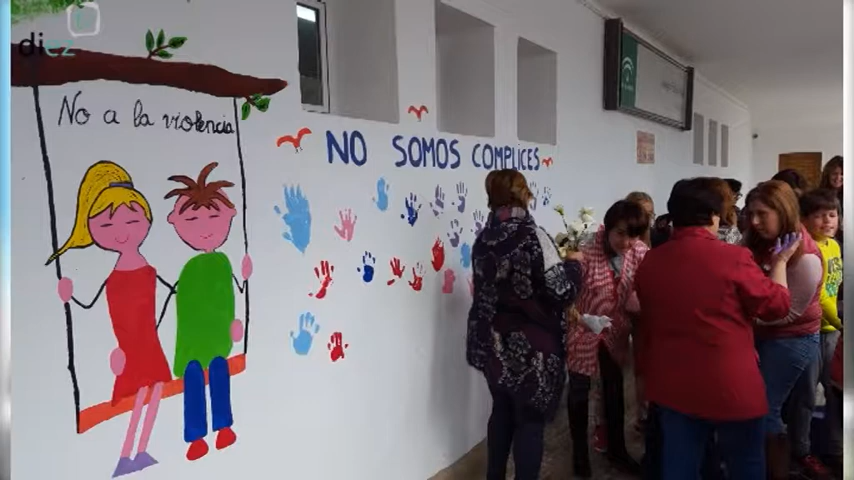 diez
No a la violencia
NO SOMOS COMPLICES